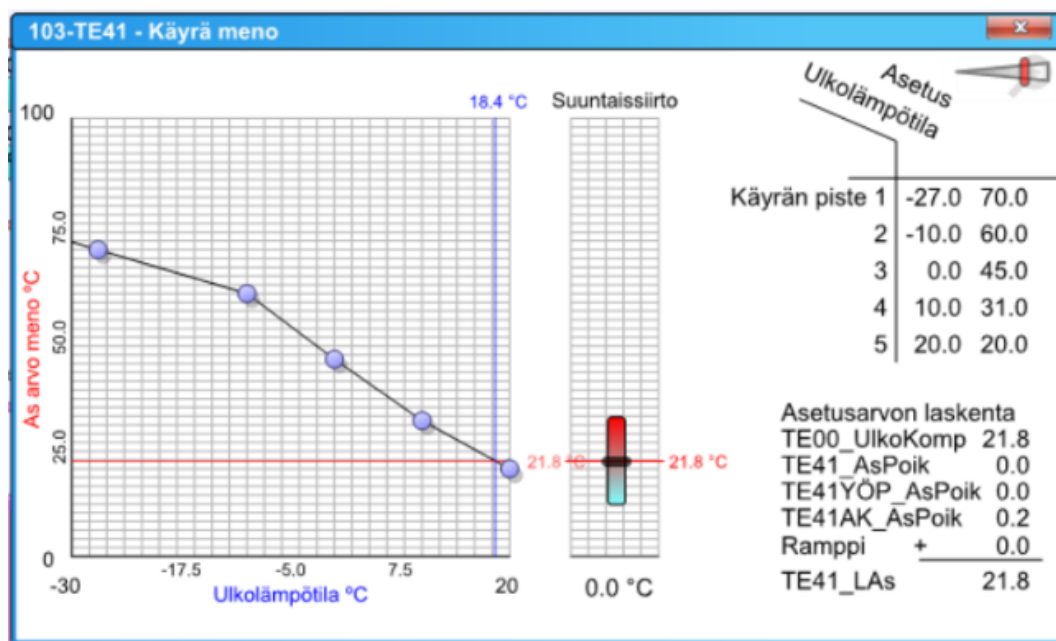 103-TE41 - Käyrä meno
x
18.4 °C
Suuntaissiirto
Asetus
Ulkolämpötila
100
75.0
50.0
25.0
0
As arvo meno ºC
21.8 °C
21.8 °C
-30
-17.5
-5.0
7.5
20
Ulkolämpötila ºC
0.0 °C
Käyrän piste 1 -27.0 70.0
2 -10.0 60.0
3 0.0 45.0
4 10.0 31.0
5 20.0 20.0
Asetusarvon laskenta
TE00_UlkoKomp 21.8
TE41_AsPoik 0.0
TE41YÖP_AsPoik 0.0
TE41AK_AsPoik 0.2
Ramppi + 0.0
TE41_LAs 21.8